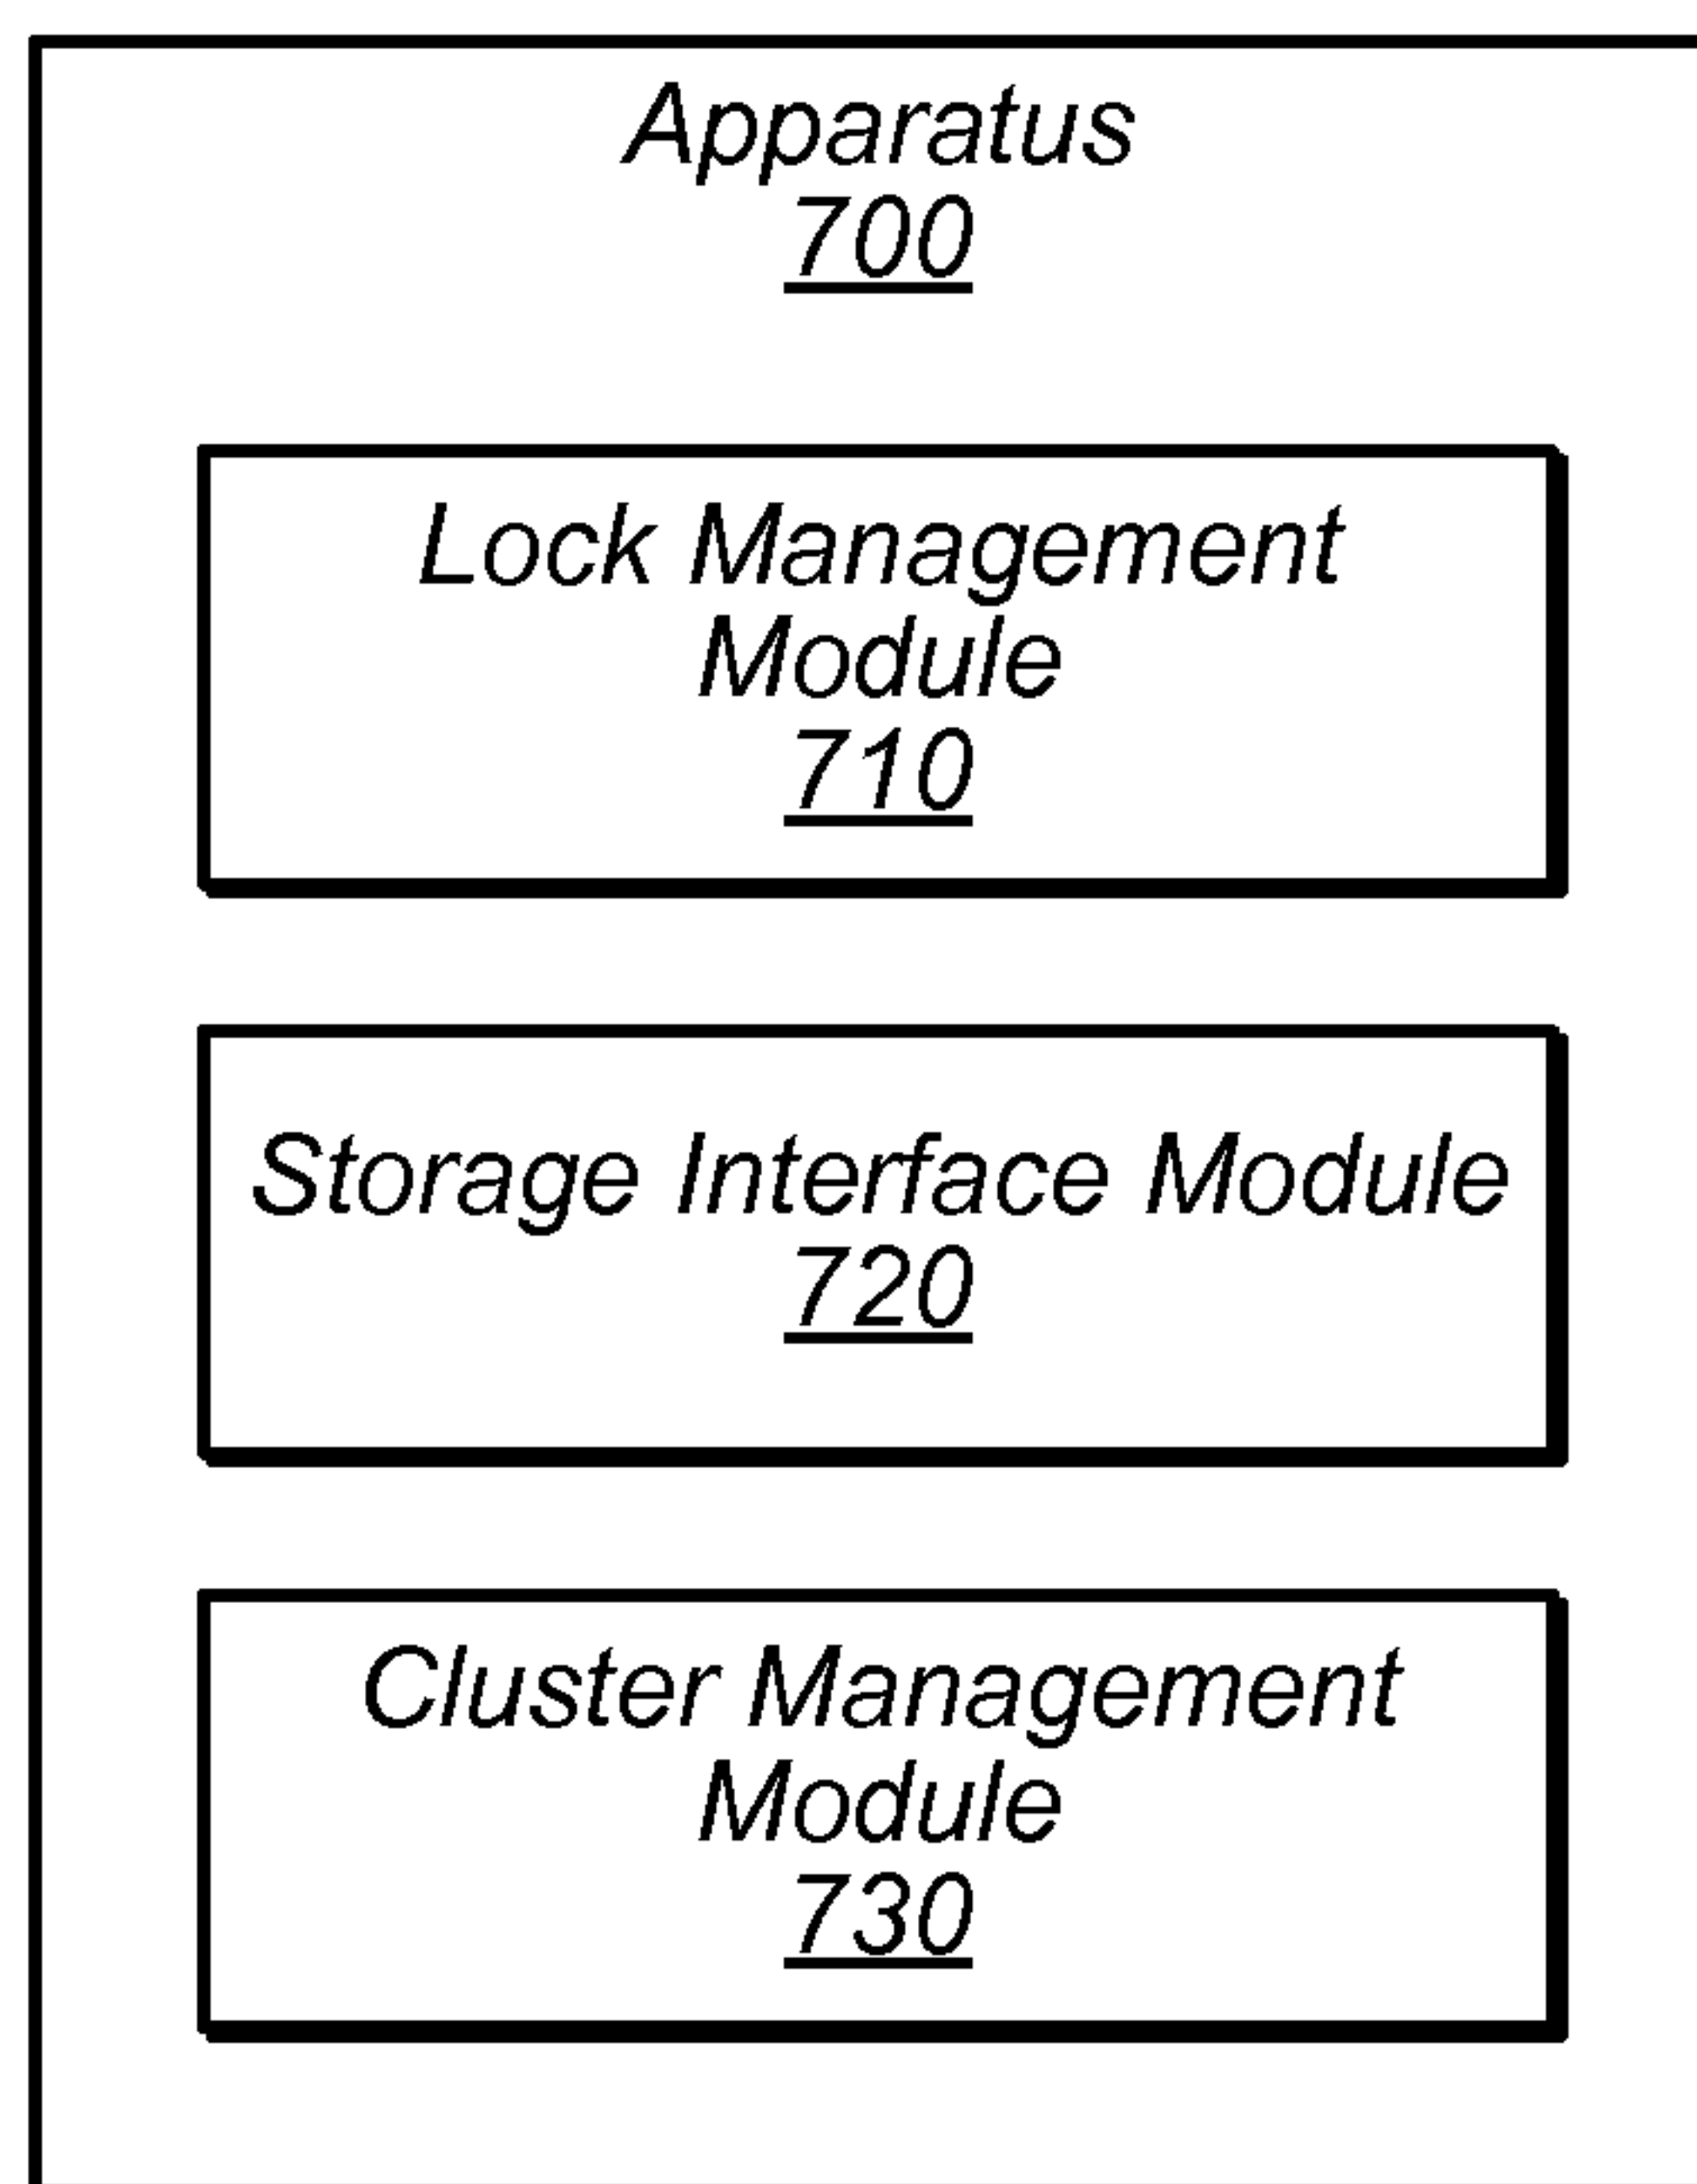 Apparatus
700
Lock Management
Module
710
Storage Interface Module
720
Cluster Management
Module
730